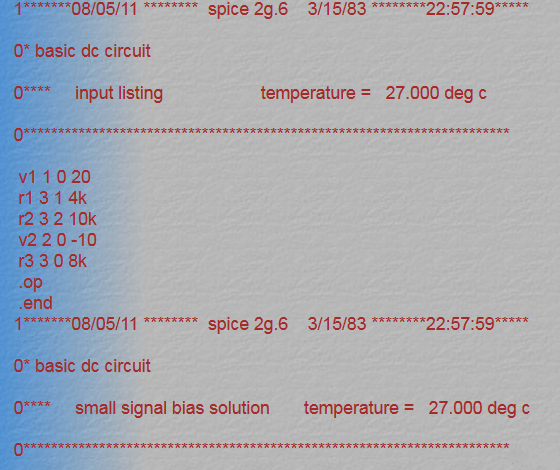 1*******08/05/11 ******** spice 2g.6 3/15/83 ********22:57:59*****
0* basic dc circuit
0**** input listing temperature = 27.000 deg c
0***********************************************************************
v1 1 0 20
r1 3 1 4k
r2 3 2 10k
v2 2 0 -10
r3 3 0 8k
.op
.end
1*******08/05/11 ******** spice 2g.6 3/15/83 ********22:57:59*****
0* basic dc circuit
0**** small signal bias solution temperature = 27.000 deg c
0***********************************************************************